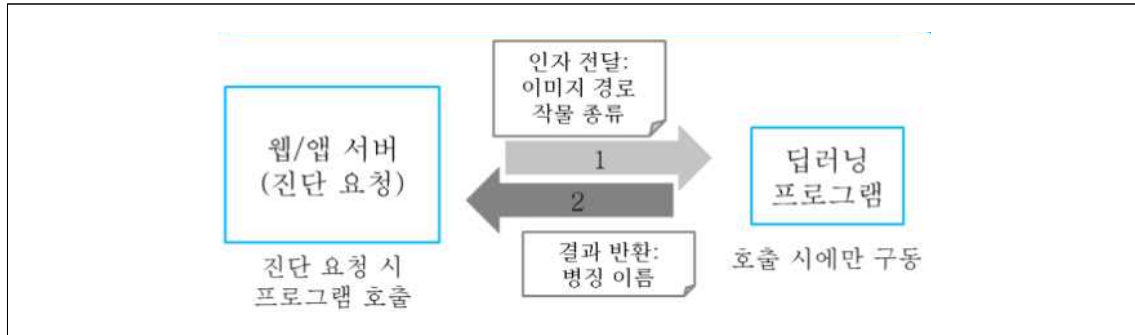 인자 전달:
이미지 경로
작물 종류
웹/앱 서버
(진단 요청)
1
2
딥러닝
프로그램
결과 반환:
병징 이름
진단 요청 시
프로그램 호출
호출 시에만 구동